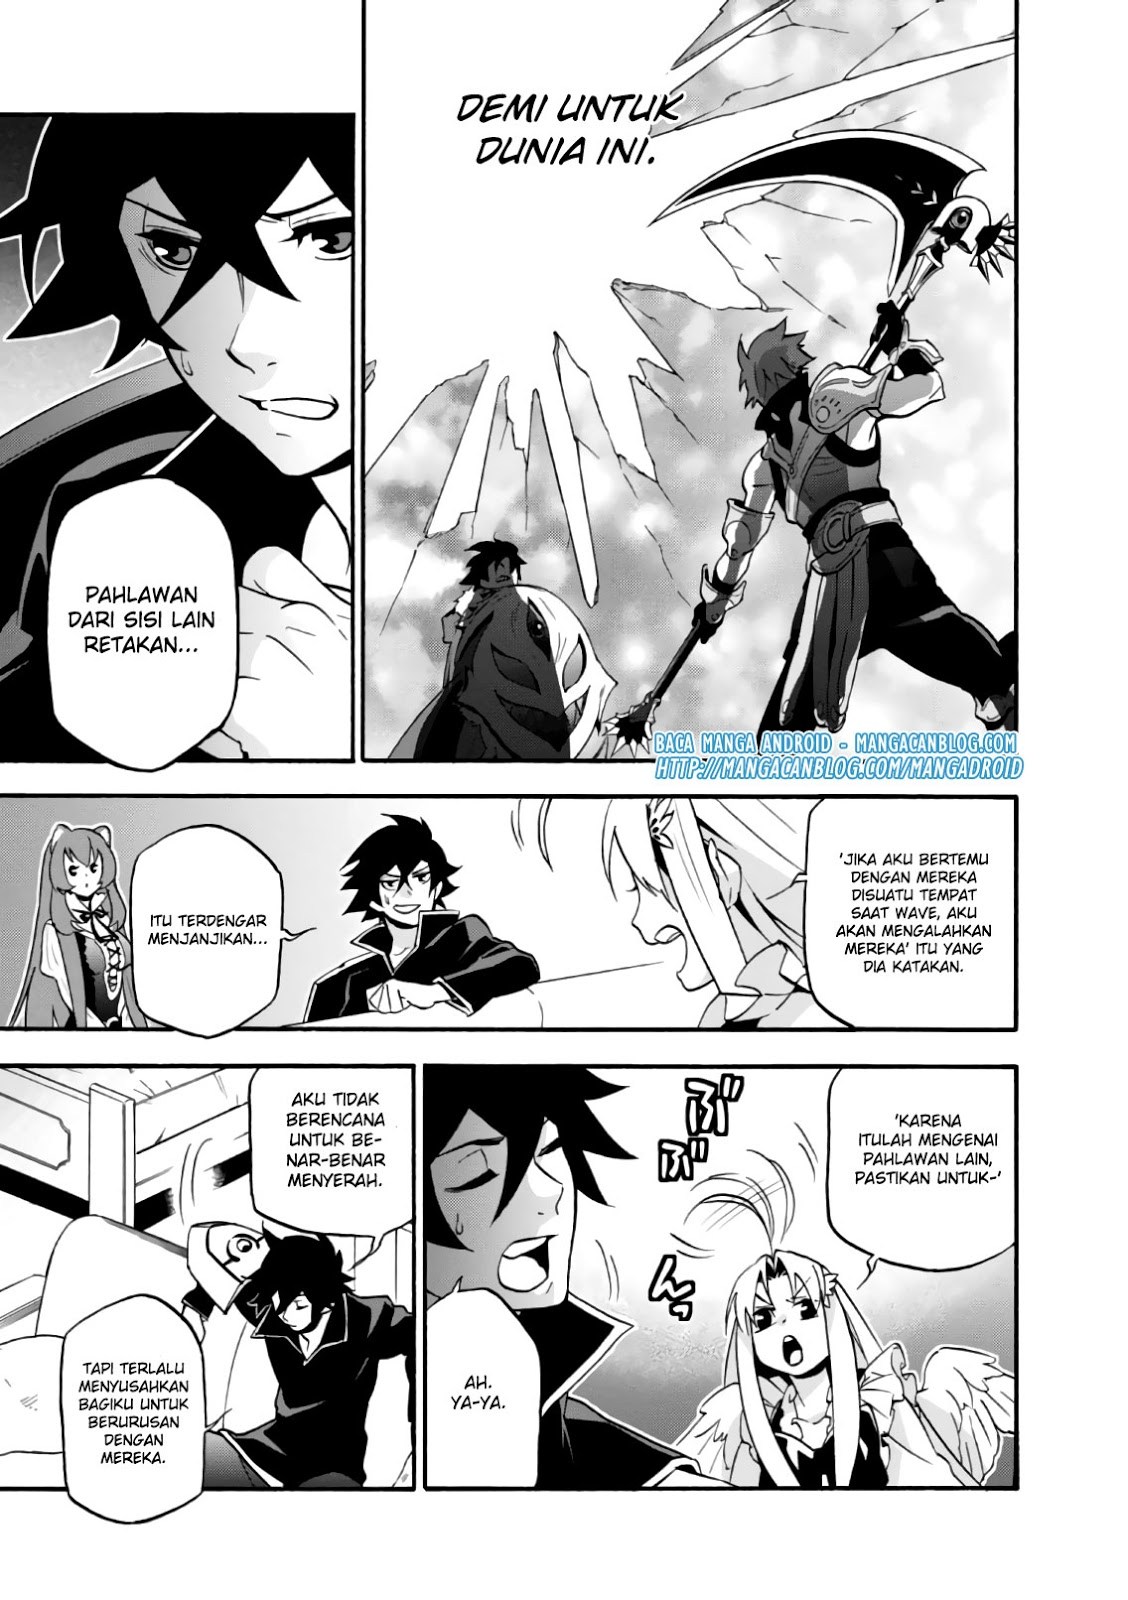 DEMI UNTUK
DUNIA INI.
PAHLAWAN
DARI SISI LAIN
RETAKAN...
BACA MANGA ANDROID - MANGACANBLOG.COM
HTTP://MANGACANBLOG.COM/MANGADROID
'JIKA AKU BERTEMU
DENGAN MEREKA
DISUATU TEMPAT
SAAT WAVE, AKU
AKAN MENGALAHKAN
MEREKA' ITU YANG
DIA KATAKAN.
ITU TERDENGAR
MENJANJIKAN...
'KARENA
ITULAH MENGENAI
PAHLAWAN LAIN,
PASTIKAN UNTUK-'
ぶ
ぶ
んっ
AH.
YA-YA.
AKU TIDAK
BERENCANA
UNTUK BE-
NAR-BENAR
MENYERAH.
TAPI TERLALU
MENYUSAHKAN
BAGIKU UNTUK
BERURUSAN
DENGAN
MEREKA.